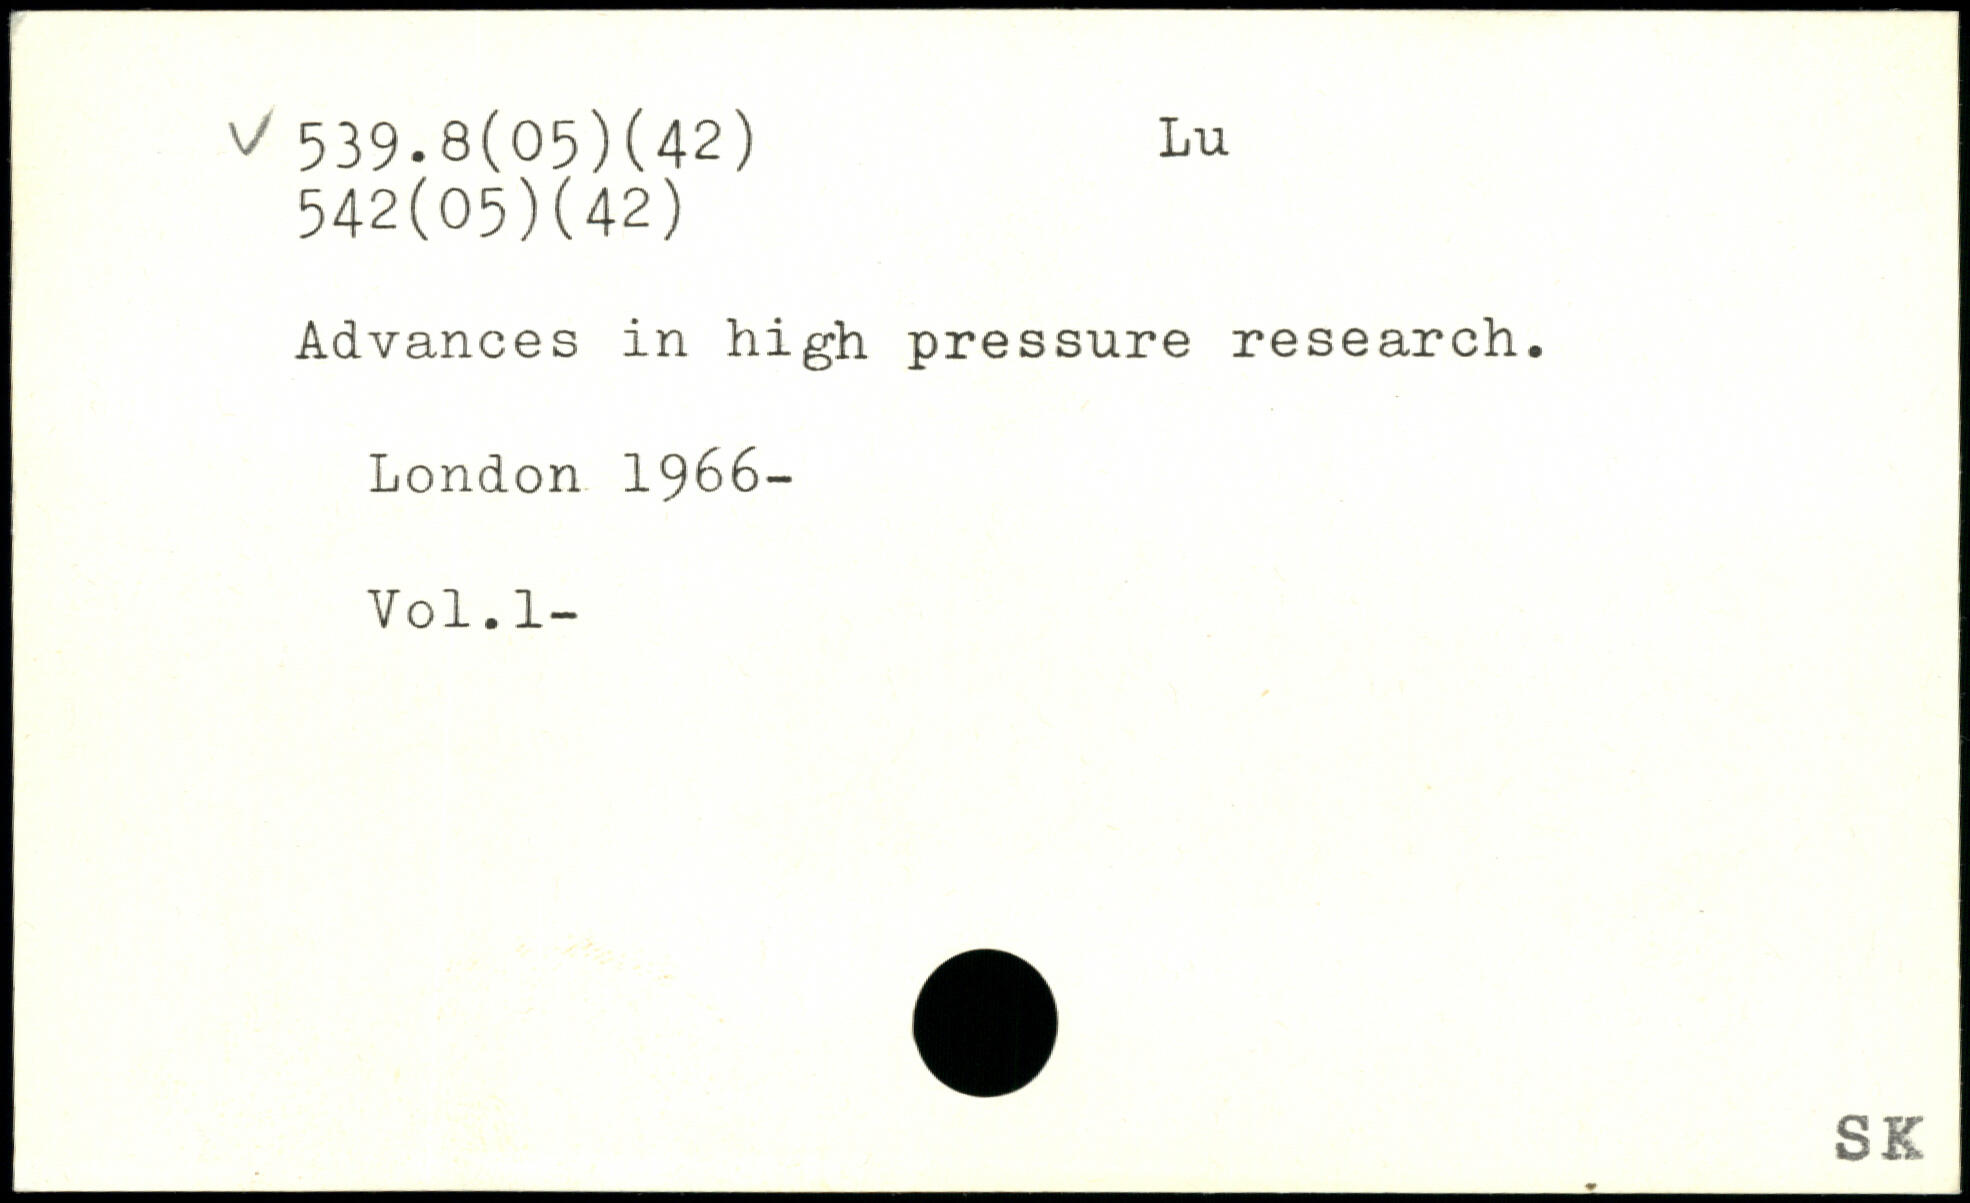 ✓ 539.8(05)(42) Lu
542(05)(42)
Advances in high pressure research.
London 1966-
Vol.1-
SK